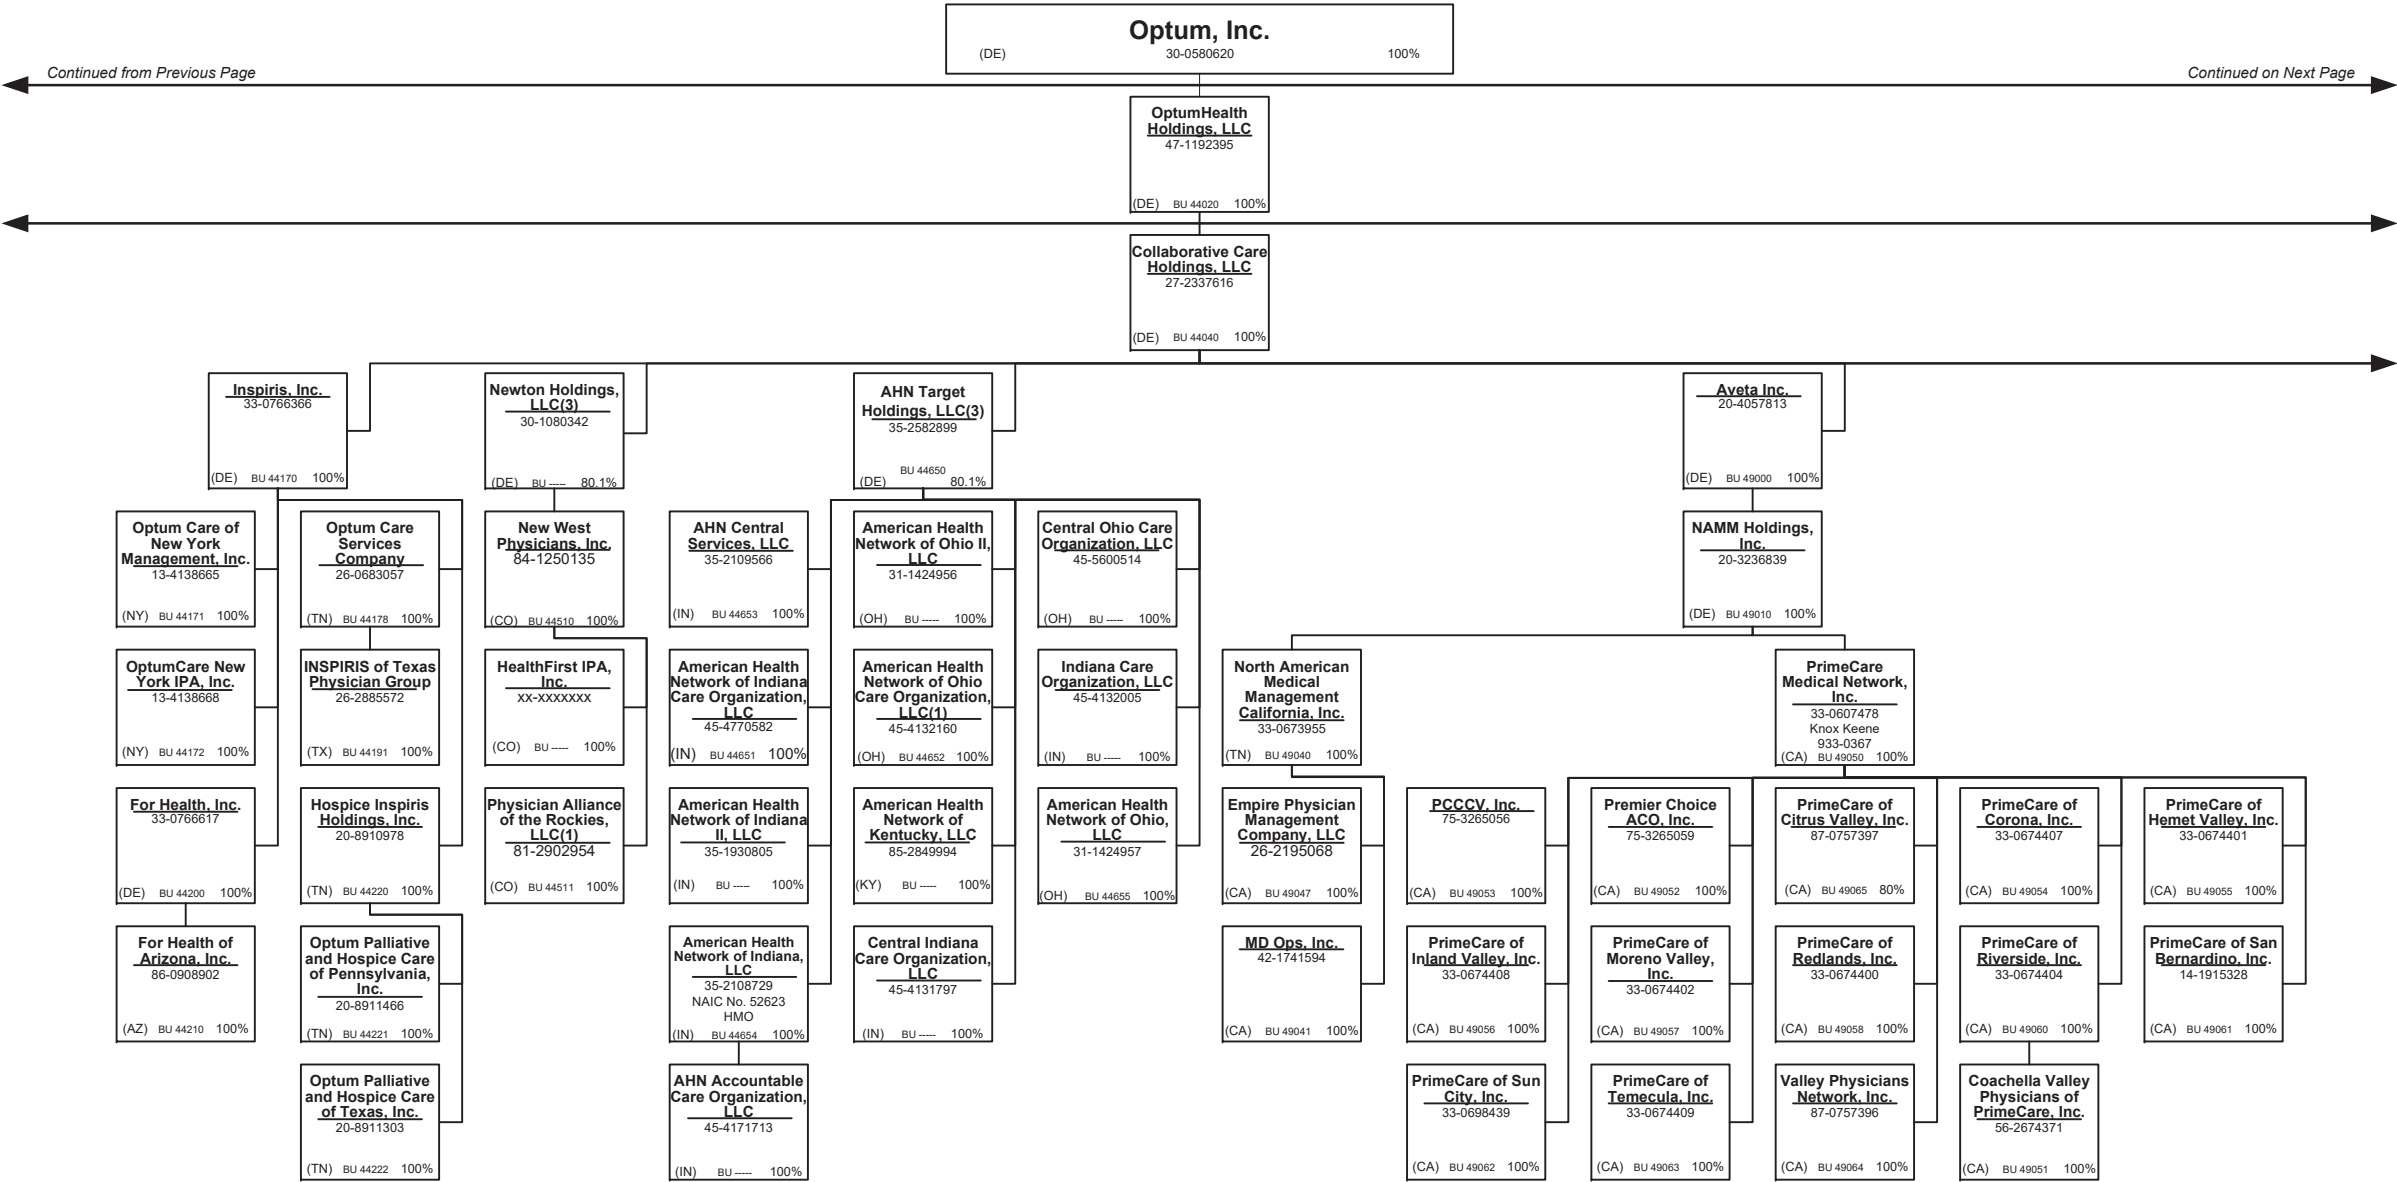 Optum, Inc.
(DE) 30-0580620 100%
Continued from Previous Page
Continued on Next Page
OptumHealth
Holdings, LLC
47-1192395
(DE) BU 44020 100%
Collaborative Care
Holdings, LLC
27-2337616
(DE) BU 44040 100%
Inspiris, Inc.
33-0766366
(DE) BU 44170 100%
Newton Holdings,
LLC(3)
30-1080342
(DE) BU ----- 80.1%
AHN Target
Holdings, LLC(3)
35-2582899
BU 44650
(DE) 80.1%
Aveta Inc.
20-4057813
(DE) BU 49000 100%
Optum Care of
New York
Management, Inc.
13-4138665
(NY) BU 44171 100%
Optum Care
Services
Company
26-0683057
(TN) BU 44178 100%
New West
Physicians, Inc.
84-1250135
(CO) BU 44510 100%
AHN Central
Services, LLC
35-2109566
(IN) BU 44653 100%
American Health
Network of Ohio II,
LLC
31-1424956
(OH) BU ----- 100%
Central Ohio Care
Organization, LLC
45-5600514
(OH) BU ----- 100%
NAMM Holdings,
Inc.
20-3236839
(DE) BU 49010 100%
OptumCare New
York IPA, Inc.
13-4138668
(NY) BU 44172 100%
INSPIRIS of Texas
Physician Group
26-2885572
(TX) BU 44191 100%
HealthFirst IPA,
Inc.
xx-xxxxxxx
(CO) BU ----- 100%
American Health
Network of Indiana
Care Organization,
LLC
45-4770582
(IN) BU 44651 100%
American Health
Network of Ohio
Care Organization,
LLC(1)
45-4132160
(OH) BU 44652 100%
Indiana Care
Organization, LLC
45-4132005
(IN) BU ----- 100%
North American
Medical
Management
California, Inc.
33-0673955
(TN) BU 49040 100%
PrimeCare
Medical Network,
Inc.
33-0607478
Knox Keene
933-0367
(CA) BU 49050 100%
For Health, Inc.
33-0766617
(DE) BU 44200 100%
Hospice Inspiris
Holdings, Inc.
20-8910978
(TN) BU 44220 100%
Physician Alliance
of the Rockies,
LLC(1)
81-2902954
(CO) BU 44511 100%
American Health
Network of Indiana
II, LLC
35-1930805
(IN) BU ----- 100%
American Health
Network of
Kentucky, LLC
85-2849994
(KY) BU ----- 100%
American Health
Network of Ohio,
LLC
31-1424957
(OH) BU 44655 100%
Empire Physician
Management
Company, LLC
26-2195068
(CA) BU 49047 100%
PCCCV, Inc.
75-3265056
(CA) BU 49053 100%
Premier Choice
ACO, Inc.
75-3265059
(CA) BU 49052 100%
PrimeCare of
Citrus Valley, Inc.
87-0757397
(CA) BU 49065 80%
PrimeCare of
Corona, Inc.
33-0674407
(CA) BU 49054 100%
PrimeCare of
Hemet Valley, Inc.
33-0674401
(CA) BU 49055 100%
For Health of
Arizona, Inc.
86-0908902
(AZ) BU 44210 100%
Optum Palliative
and Hospice Care
of Pennsylvania,
Inc.
20-8911466
(TN) BU 44221 100%
American Health
Network of Indiana,
LLC
35-2108729
NAIC No. 52623
HMO
(IN) BU 44654 100%
Central Indiana
Care Organization,
LLC
45-4131797
(IN) BU ----- 100%
MD Ops, Inc.
42-1741594
(CA) BU 49041 100%
PrimeCare of
Inland Valley, Inc.
33-0674408
(CA) BU 49056 100%
PrimeCare of
Moreno Valley,
Inc.
33-0674402
(CA) BU 49057 100%
PrimeCare of
Redlands, Inc.
33-0674400
(CA) BU 49058 100%
PrimeCare of
Riverside, Inc.
33-0674404
(CA) BU 49060 100%
PrimeCare of San
Bernardino, Inc.
14-1915328
(CA) BU 49061 100%
Optum Palliative
and Hospice Care
of Texas, Inc.
20-8911303
(TN) BU 44222 100%
AHN Accountable
Care Organization,
LLC
45-4171713
(IN) BU ----- 100%
PrimeCare of Sun
City, Inc.
33-0698439
(CA) BU 49062 100%
PrimeCare of
Temecula, Inc.
33-0674409
(CA) BU 49063 100%
Valley Physicians
Network, Inc.
87-0757396
(CA) BU 49064 100%
Coachella Valley
Physicians of
PrimeCare, Inc.
56-2674371
(CA) BU 49051 100%